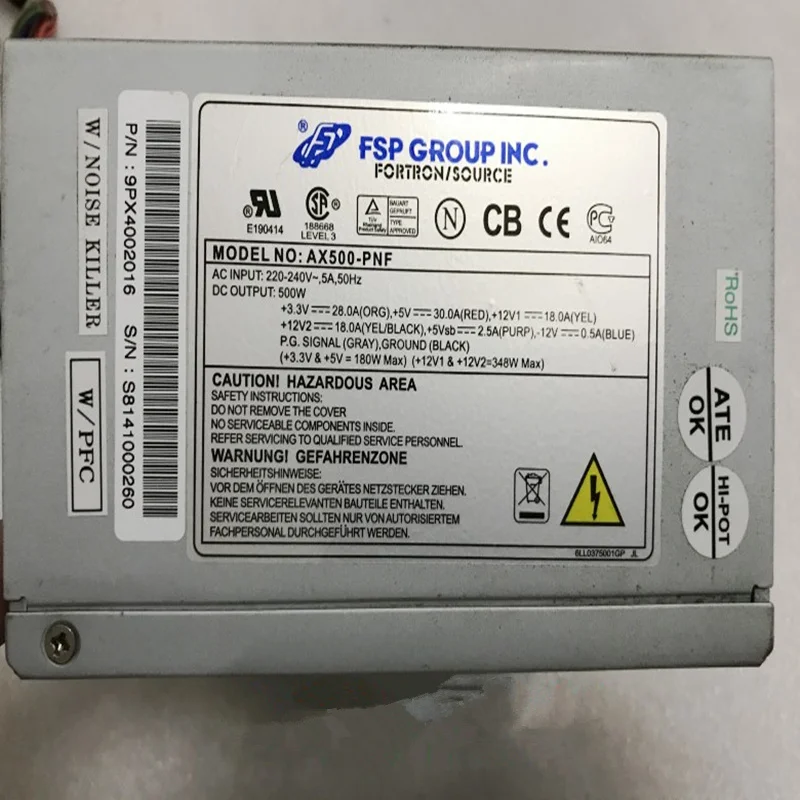 W/NOISE KILLER
W/PFC
P/N : 9PX4002016 S/N : S8141000260
® FSP GROUP INC.
FORTRON/SOURCE
E190414
188668
LEVEL 3
BAUART
GEPRÜFT
TYPE
APPROVED
N CB CE
AIO64
MODEL NO: AX500-PNF
AC INPUT: 220-240V~,5A,50Hz
DC OUTPUT: 500W
+3.3V⎓28.0A(ORG),+5V⎓30.0A(RED),+12V1⎓18.0A(YEL)
+12V2⎓18.0A(YEL/BLACK),+5Vsb⎓2.5A(PURP),-12V⎓0.5A(BLUE)
P.G. SIGNAL (GRAY),GROUND (BLACK)
(+3.3V & +5V = 180W Max) (+12V1 & +12V2=348W Max)
CAUTION! HAZARDOUS AREA
SAFETY INSTRUCTIONS:
DO NOT REMOVE THE COVER
NO SERVICEABLE COMPONENTS INSIDE.
REFER SERVICING TO QUALIFIED SERVICE PERSONNEL.
WARNUNG! GEFAHRENZONE
SICHERHEITSHINWEISE:
VOR DEM ÖFFNEN DES GERÄTES NETZSTECKER ZIEHEN.
KEINE SERVICERELEVANTEN BAUTEILE ENTHALTEN.
SERVICEARBEITEN SOLLTEN NUR VON AUTORISIERTEM
FACHPERSONAL DURCHGEFÜHRT WERDEN.
6LL0375001GP JL
"RoHS
ATE
OK
HI-POT
OK